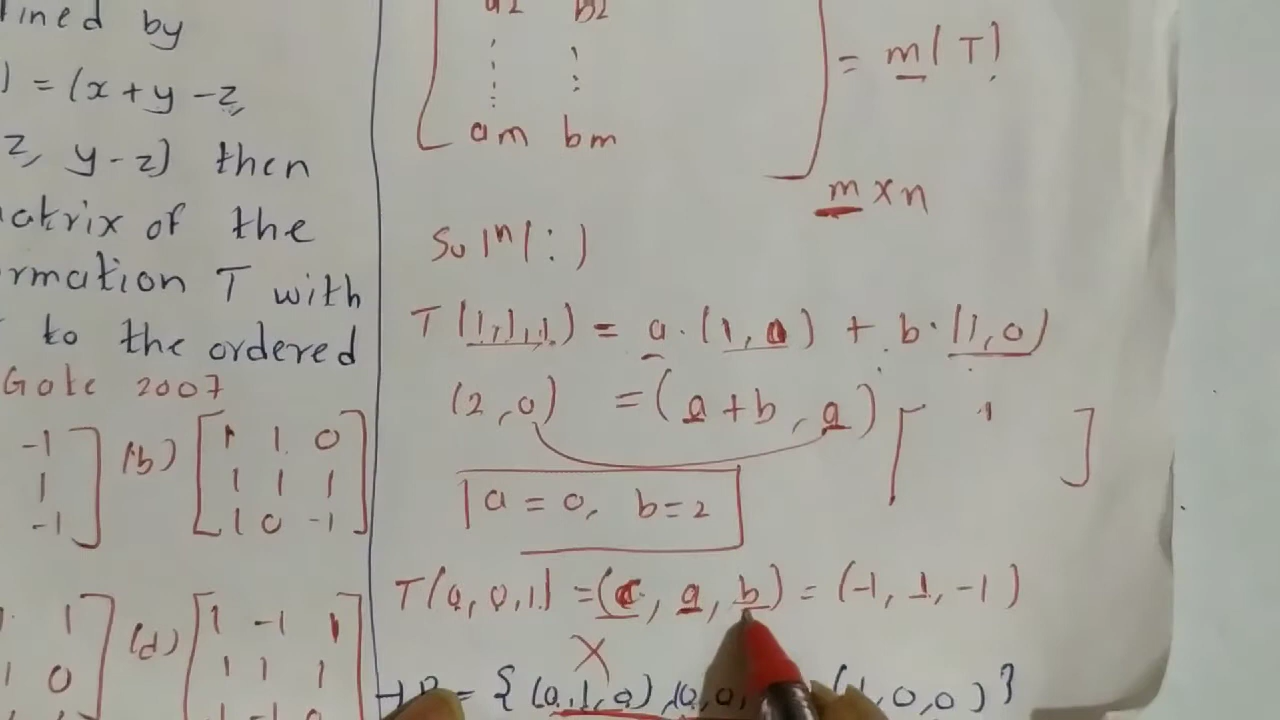 ined by
) = (x+y-z,
z, y-z) then
atrix of the
rmation T with
to the ordered
Gate 2007
-1
1
-1
(b)
1 1 0
1 1 1
1 0 -1
1
1 0
(d)
1 -1 1
1 1 1
a2 b2
am bm
= m(T)
m x n
Soln(:)
T(1,1,1) = a.(1,0) + b.(1,0)
(2,0) = (a+b, a)
1
a = 0, b=2
T(0,0,1) = (c, a, b) = (-1, 1, -1)
X
= {(0,1,0),(0,0, (1,0,0)}